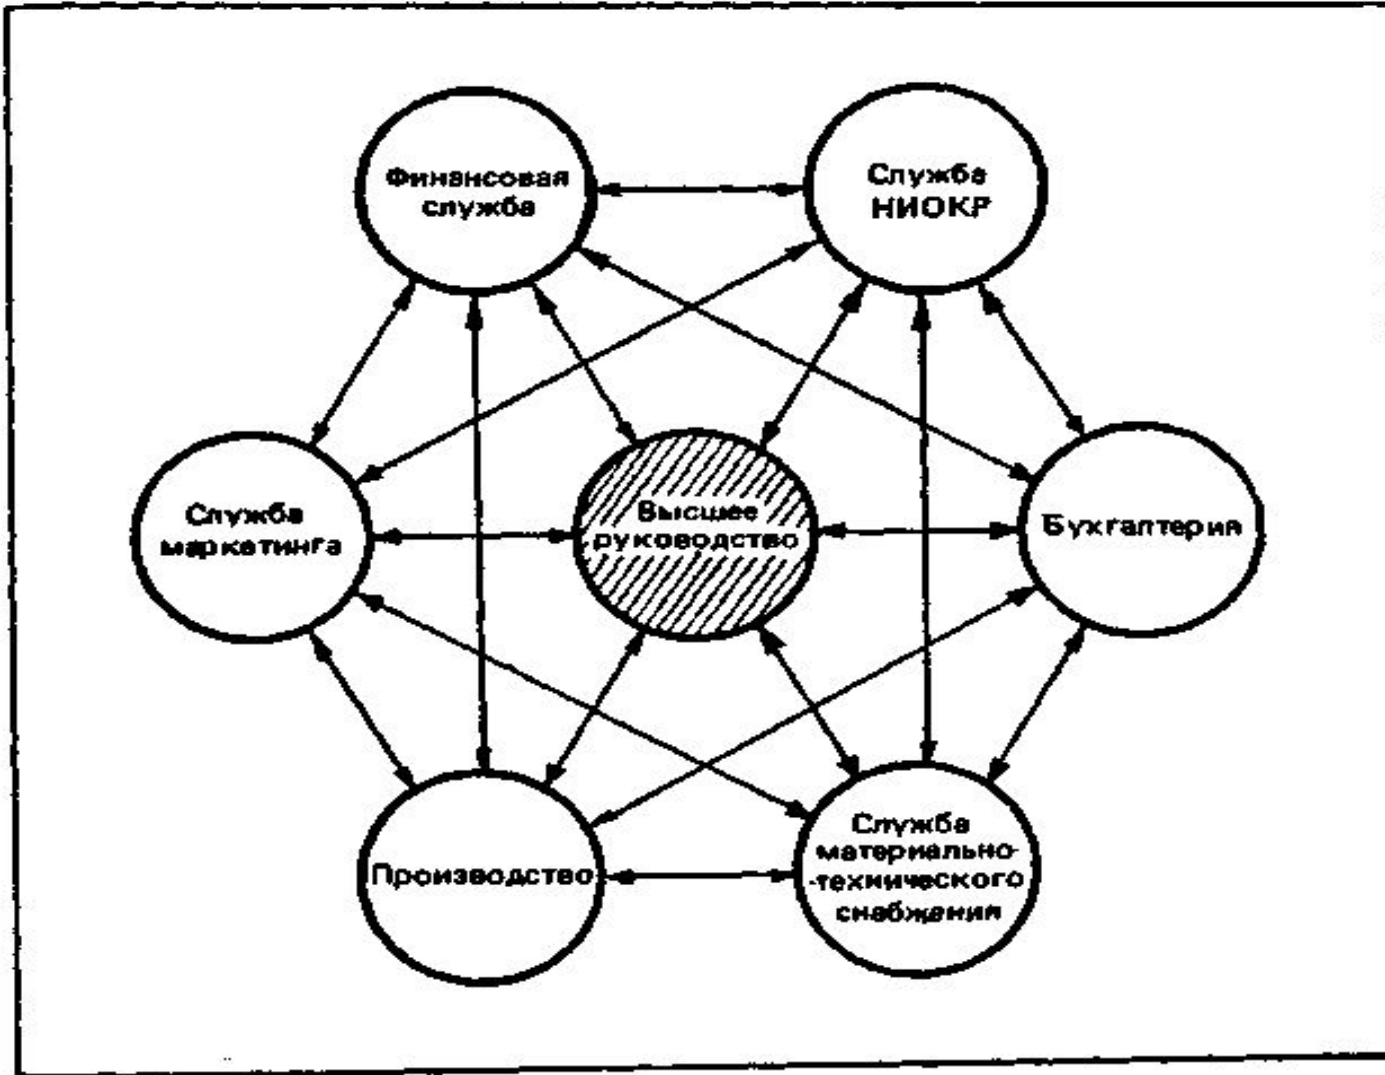 Финансовая
служба
Служба
НИОКР
Служба
маркетинга
Высшее
руководство
Бухгалтерия
Производство
Служба
материально-
-технического
снабжения